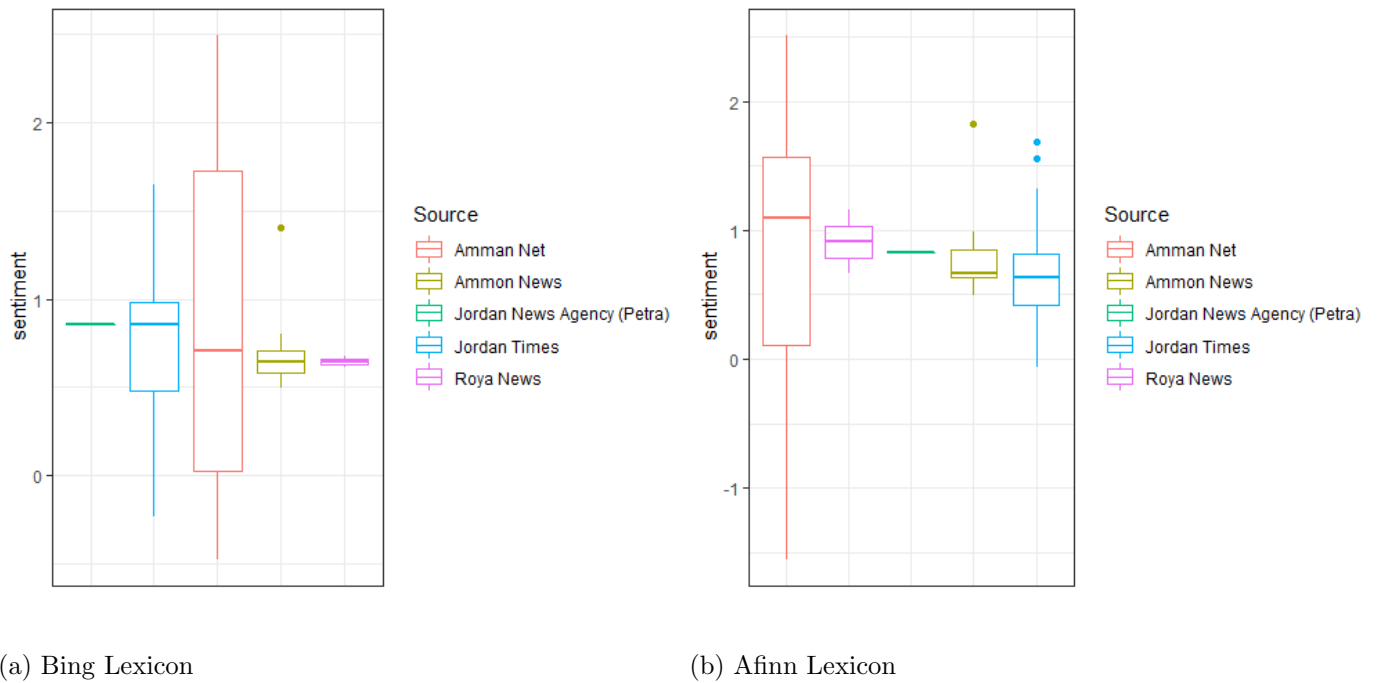 sentiment
2
1
0
Source
Amman Net
Ammon News
Jordan News Agency (Petra)
Jordan Times
Roya News
(a) Bing Lexicon
sentiment
2
1
0
-1
Source
Amman Net
Ammon News
Jordan News Agency (Petra)
Jordan Times
Roya News
(b) Afinn Lexicon